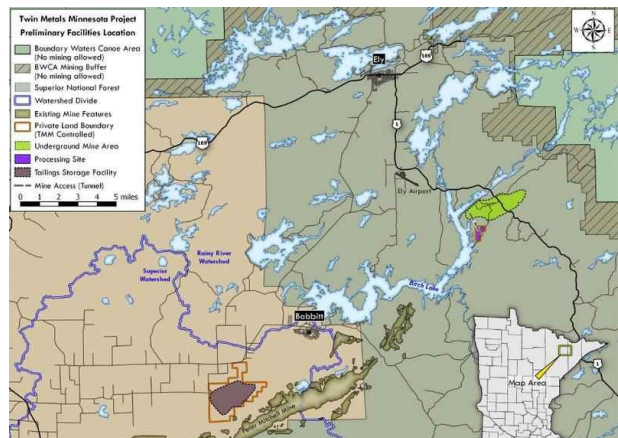 Twin Metals Minnesota Project
Preliminary Facilities Location
Boundary Waters Canoe Area
(No mining allowed)
BWCA Mining Buffer
(No mining allowed)
Superior National Forest
Watershed Divide
Existing Mine Features
Private Land Boundary
(TMM Controlled)
Underground Mine Area
Processing Site
Tailings Storage Facility
Mine Access (Tunnel)
0 1 2 3 4 5 miles
N
W E
S
Ely
169
1
169
Ely Airport
Rainy River
Watershed
Superior
Watershed
Birch Lake
Babbitt
Peter Mitchell Mine
Map Area
1